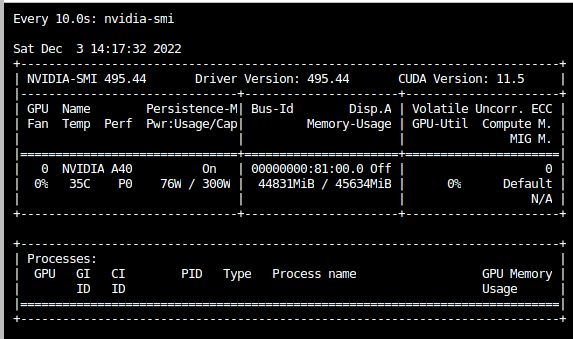 Every 10.0s: nvidia-smi
Sat Dec  3 14:17:32 2022
+-----------------------------------------------------------------------------+
| NVIDIA-SMI 495.44       Driver Version: 495.44       CUDA Version: 11.5     |
|-------------------------------+----------------------+----------------------+
| GPU  Name        Persistence-M| Bus-Id        Disp.A | Volatile Uncorr. ECC |
| Fan  Temp  Perf  Pwr:Usage/Cap|         Memory-Usage | GPU-Util  Compute M. |
|                               |                      |               MIG M. |
|===============================+======================+======================|
|   0  NVIDIA A40          On   | 00000000:81:00.0 Off |                    0 |
|  0%   35C    P0    76W / 300W |  44831MiB / 45634MiB |      0%      Default |
|                               |                      |                  N/A |
+-------------------------------+----------------------+----------------------+
+-----------------------------------------------------------------------------+
| Processes:                                                                  |
|  GPU   GI   CI        PID   Type   Process name                  GPU Memory |
|        ID   ID                                                   Usage      |
|=============================================================================|
+-----------------------------------------------------------------------------+